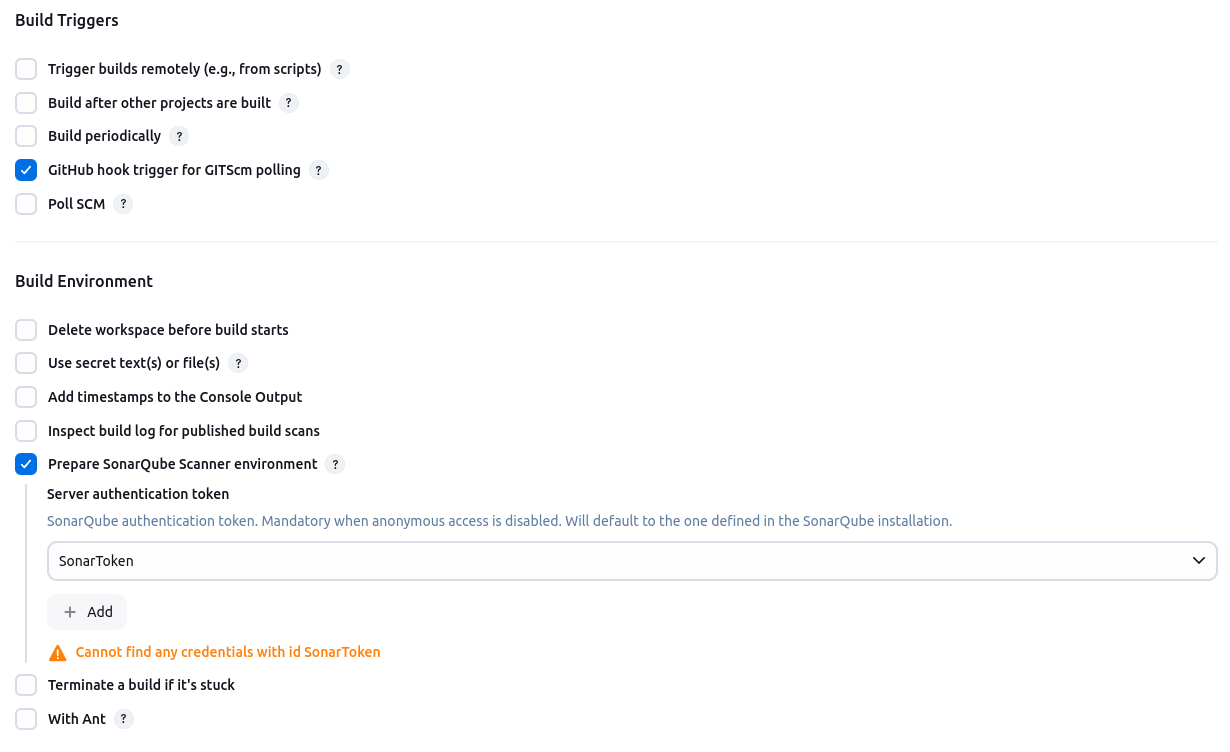 Build Triggers
Trigger builds remotely (e.g., from scripts) ?
Build after other projects are built ?
Build periodically ?
GitHub hook trigger for GITScm polling ?
Poll SCM ?
Build Environment
Delete workspace before build starts
Use secret text(s) or file(s) ?
Add timestamps to the Console Output
Inspect build log for published build scans
Prepare SonarQube Scanner environment ?
Server authentication token
SonarQube authentication token. Mandatory when anonymous access is disabled. Will default to the one defined in the SonarQube installation.
SonarToken
+ Add
Cannot find any credentials with id SonarToken
Terminate a build if it's stuck
With Ant ?